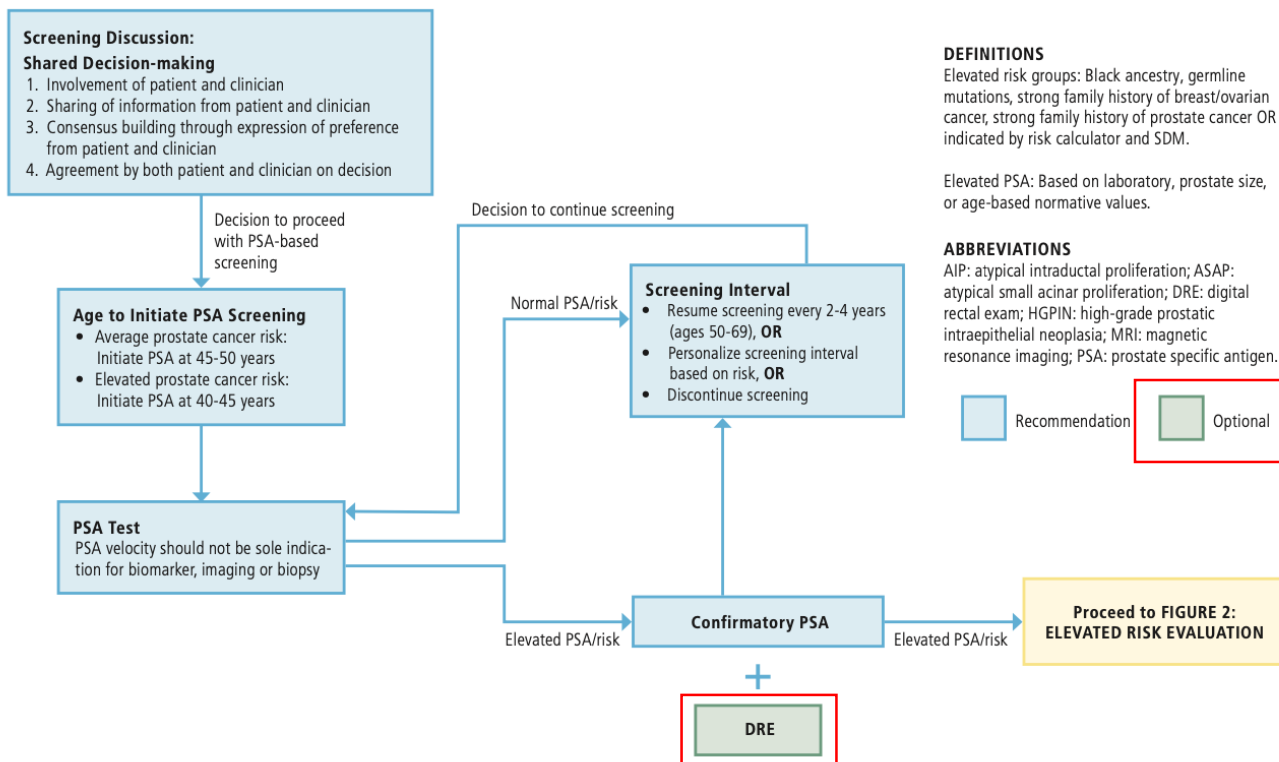 Screening Discussion:
Shared Decision-making
1. Involvement of patient and clinician
2. Sharing of information from patient and clinician
3. Consensus building through expression of preference
from patient and clinician
4. Agreement by both patient and clinician on decision
Decision to proceed
with PSA-based
screening
Age to Initiate PSA Screening
• Average prostate cancer risk:
Initiate PSA at 45-50 years
• Elevated prostate cancer risk:
Initiate PSA at 40-45 years
PSA Test
PSA velocity should not be sole indica-
tion for biomarker, imaging or biopsy
Decision to continue screening
Normal PSA/risk
Screening Interval
• Resume screening every 2-4 years
(ages 50-69), OR
• Personalize screening interval
based on risk, OR
• Discontinue screening
Elevated PSA/risk
Confirmatory PSA
Elevated PSA/risk
+
DRE
Proceed to FIGURE 2:
ELEVATED RISK EVALUATION
DEFINITIONS
Elevated risk groups: Black ancestry, germline
mutations, strong family history of breast/ovarian
cancer, strong family history of prostate cancer OR
indicated by risk calculator and SDM.
Elevated PSA: Based on laboratory, prostate size,
or age-based normative values.
ABBREVIATIONS
AIP: atypical intraductal proliferation; ASAP:
atypical small acinar proliferation; DRE: digital
rectal exam; HGPIN: high-grade prostatic
intraepithelial neoplasia; MRI: magnetic
resonance imaging; PSA: prostate specific antigen.
Recommendation
Optional